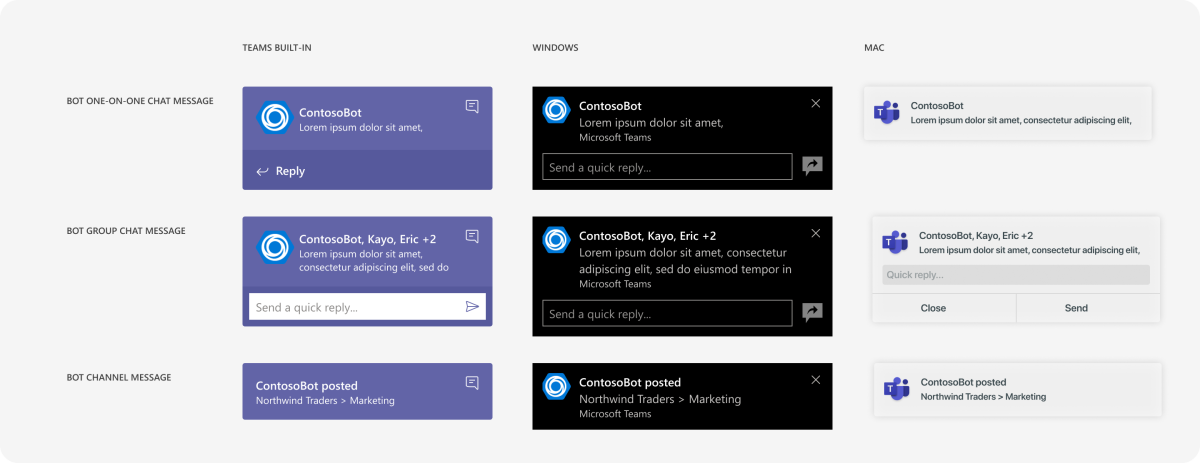 TEAMS BUILT-IN
WINDOWS
MAC
BOT ONE-ON-ONE CHAT MESSAGE
ContosoBot
Lorem ipsum dolor sit amet,
Reply
ContosoBot
Lorem ipsum dolor sit amet,
Microsoft Teams
Send a quick reply...
T
ContosoBot
Lorem ipsum dolor sit amet, consectetur adipiscing elit,
BOT GROUP CHAT MESSAGE
ContosoBot, Kayo, Eric +2
Lorem ipsum dolor sit amet,
consectetur adipiscing elit, sed do
Send a quick reply...
ContosoBot, Kayo, Eric +2
Lorem ipsum dolor sit amet, consectetur
adipiscing elit, sed do eiusmod tempor in
Microsoft Teams
Send a quick reply...
T
ContosoBot, Kayo, Eric +2
Lorem ipsum dolor sit amet, consectetur adipiscing elit,
Quick reply...
Close
Send
BOT CHANNEL MESSAGE
ContosoBot posted
Northwind Traders > Marketing
ContosoBot posted
Northwind Traders > Marketing
Microsoft Teams
T
ContosoBot posted
Northwind Traders > Marketing